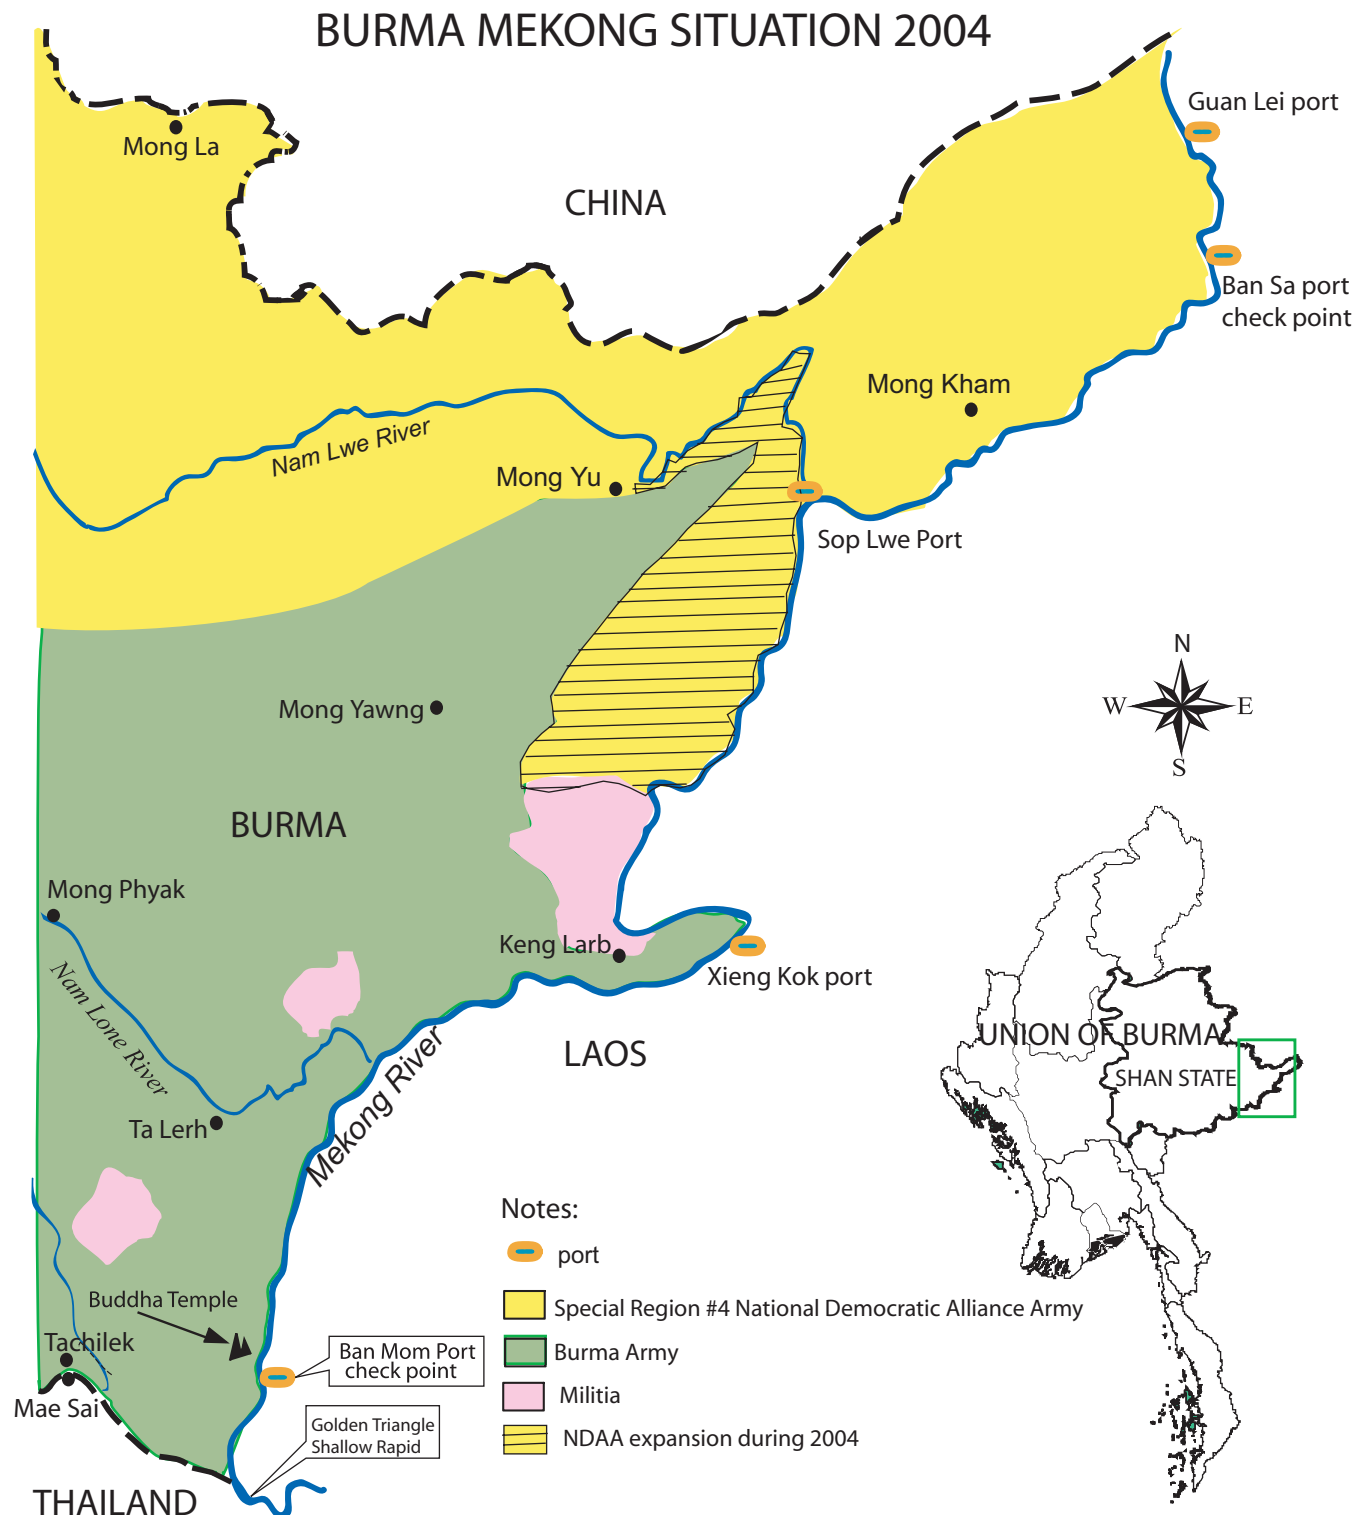 BURMA MEKONG SITUATION 2004
Guan Lei port
Mong La
CHINA
Ban Sa port
check point
Mong Kham
Nam Lwe River
Mong Yu
Sop Lwe Port
N
W
E
S
Mong Yawng
BURMA
Mong Phyak
Keng Larb
Xieng Kok port
Nam Lone River
LAOS
Mekong River
Ta Lerh
UNION OF BURMA
SHAN STATE
Notes:
port
Special Region #4 National Democratic Alliance Army
Burma Army
Militia
NDAA expansion during 2004
Buddha Temple
Tachilek
Ban Mom Port
check point
Mae Sai
Golden Triangle
Shallow Rapid
THAILAND